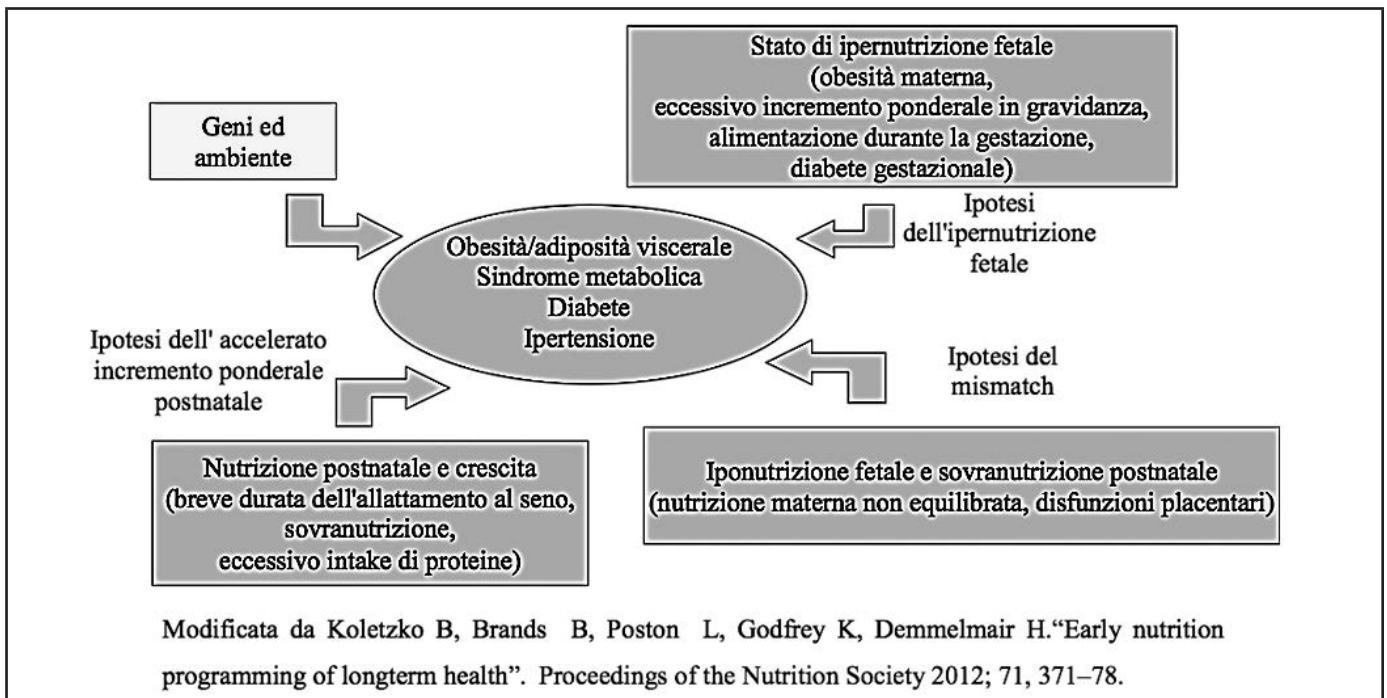 Stato di ipernutrizione fetale
(obesità materna,
eccessivo incremento ponderale in gravidanza,
alimentazione durante la gestazione,
diabete gestazionale)
Geni ed
ambiente
Ipotesi
dell'ipernutrizione
fetale
Obesità/adiposità viscerale
Sindrome metabolica
Diabete
Ipertensione
Ipotesi dell' accelerato
incremento ponderale
postnatale
Ipotesi del
mismatch
Nutrizione postnatale e crescita
(breve durata dell'allattamento al seno,
sovranutrizione,
eccessivo intake di proteine)
Iponutrizione fetale e sovranutrizione postnatale
(nutrizione materna non equilibrata, disfunzioni placentari)
Modificata da Koletzko B, Brands B, Poston L, Godfrey K, Demmelmair H.“Early nutrition
programming of longterm health”. Proceedings of the Nutrition Society 2012; 71, 371–78.